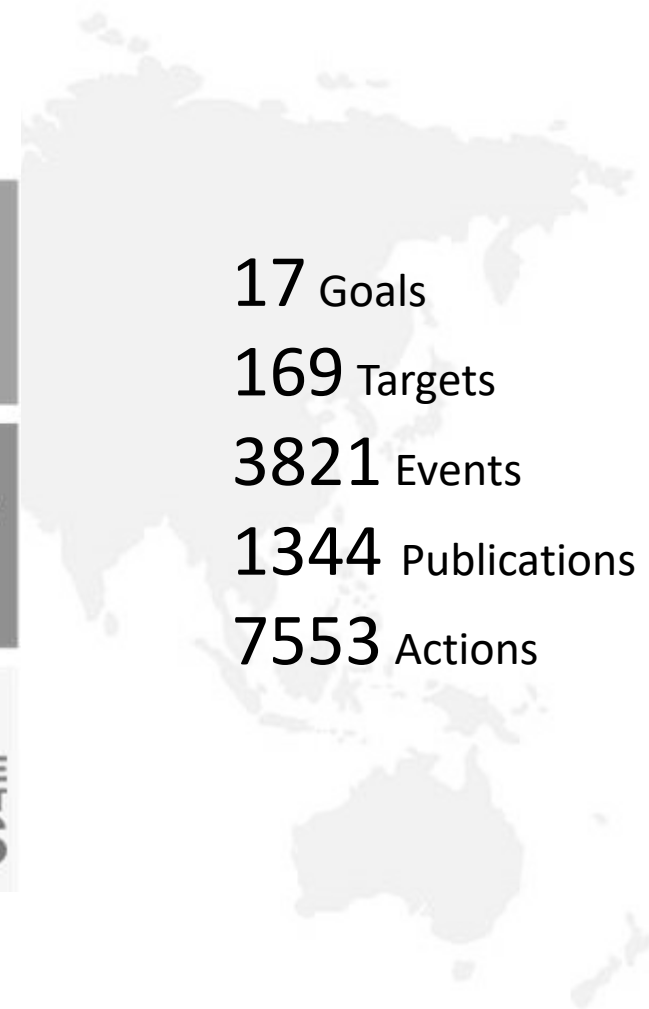 17 Goals
169 Targets
3821 Events
1344 Publications
7553 Actions